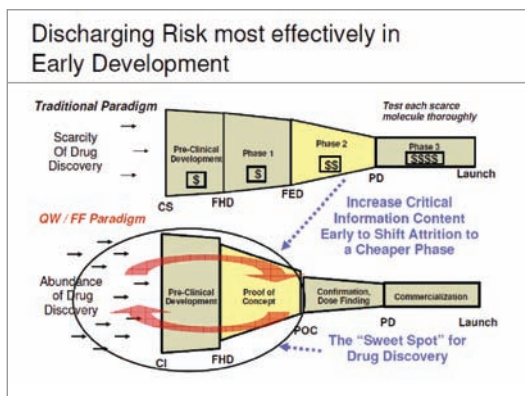 Discharging Risk most effectively in
Early Development
Traditional Paradigm
Scarcity
Of Drug
Discovery
Pre-Clinical
Development
$
Phase 1
$
Phase 2
$$
Test each scarce
molecule thoroughly
Phase 3
$$$$$
CS
FHD
FED
PD
Launch
Increase Critical
Information Content
Early to Shift Attrition to
a Cheaper Phase
QW / FF Paradigm
Abundance
of Drug
Discovery
Pre-Clinical
Development
Proof of
Concept
Confirmation,
Dose Finding
Commercialization
CI
FHD
POC
PD
Launch
The “Sweet Spot” for
Drug Discovery